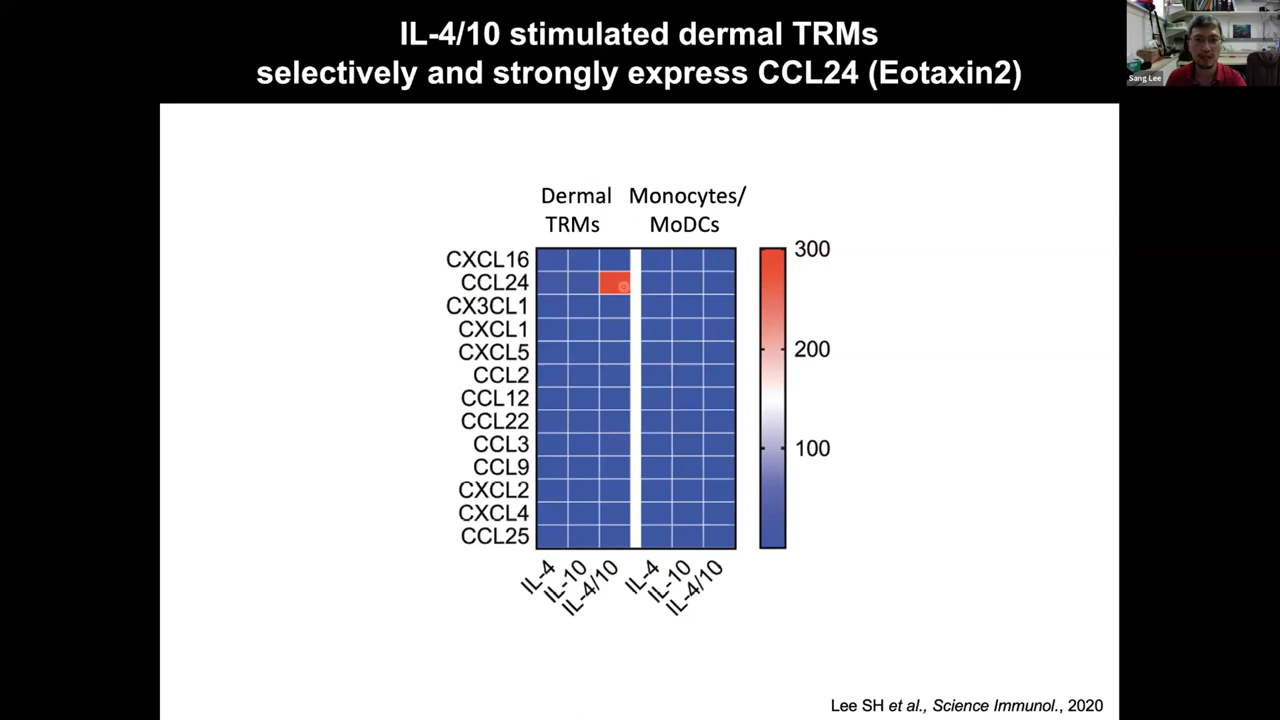 IL-4/10 stimulated dermal TRMs
selectively and strongly express CCL24 (Eotaxin2)
Sang Lee
Dermal Monocytes/
TRMs MoDCs
CXCL16
CCL24
CX3CL1
CXCL1
CXCL5
CCL2
CCL12
CCL22
CCL3
CCL9
CXCL2
CXCL4
CCL25
300
200
100
IL-4 IL-10 IL-4/10 IL-4 IL-10 IL-4/10
Lee SH et al., Science Immunol., 2020